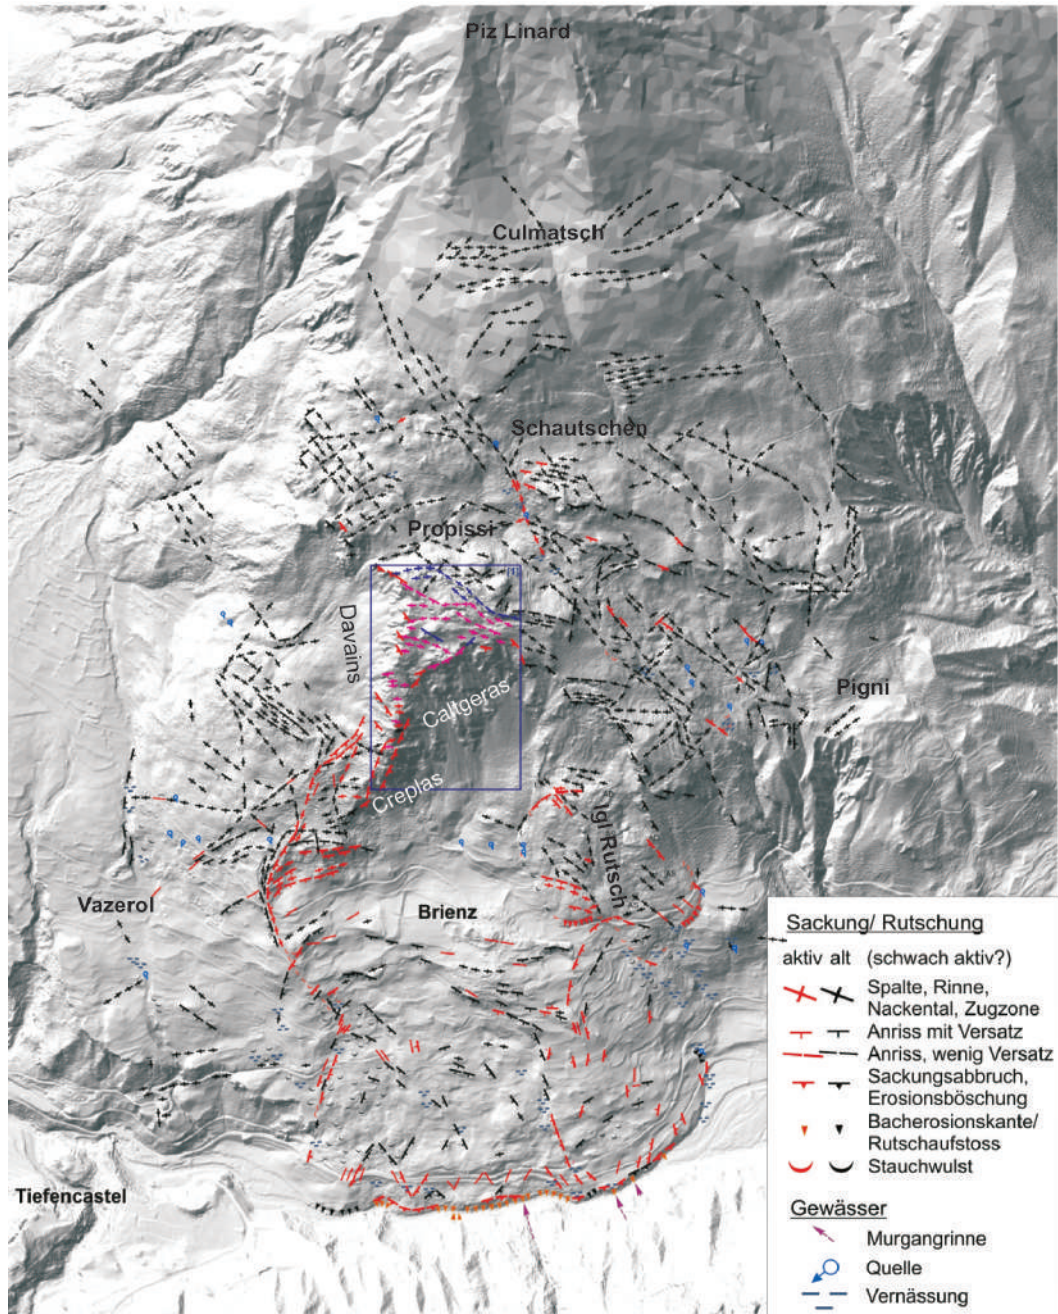 Piz Linard
Culmatsch
Schautschen
Propissi
Davains
Caltgeras
Pigni
Creplas
Igl Rutsch
Vazerol
Brienz
Tiefencastel
Sackung/ Rutschung
aktiv alt (schwach aktiv?)
Spalte, Rinne,
Nackental, Zugzone
Anriss mit Versatz
Anriss, wenig Versatz
Sackungsabbruch,
Erosionsböschung
Bacherosionskante/
Rutschaufstoss
Stauchwulst
Gewässer
Murgangrinne
Quelle
Vernässung